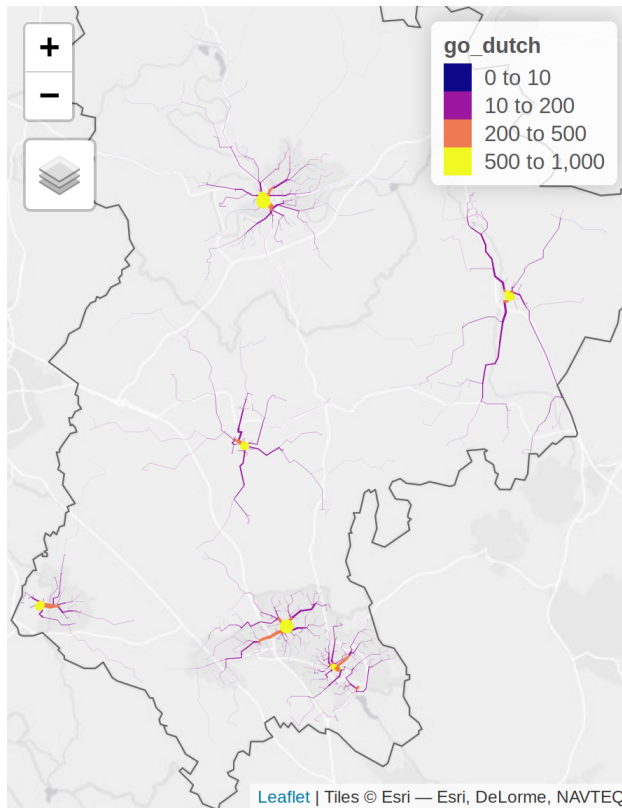 +
−
go_dutch
0 to 10
10 to 200
200 to 500
500 to 1,000
Leaflet | Tiles © Esri — Esri, DeLorme, NAVTEQ